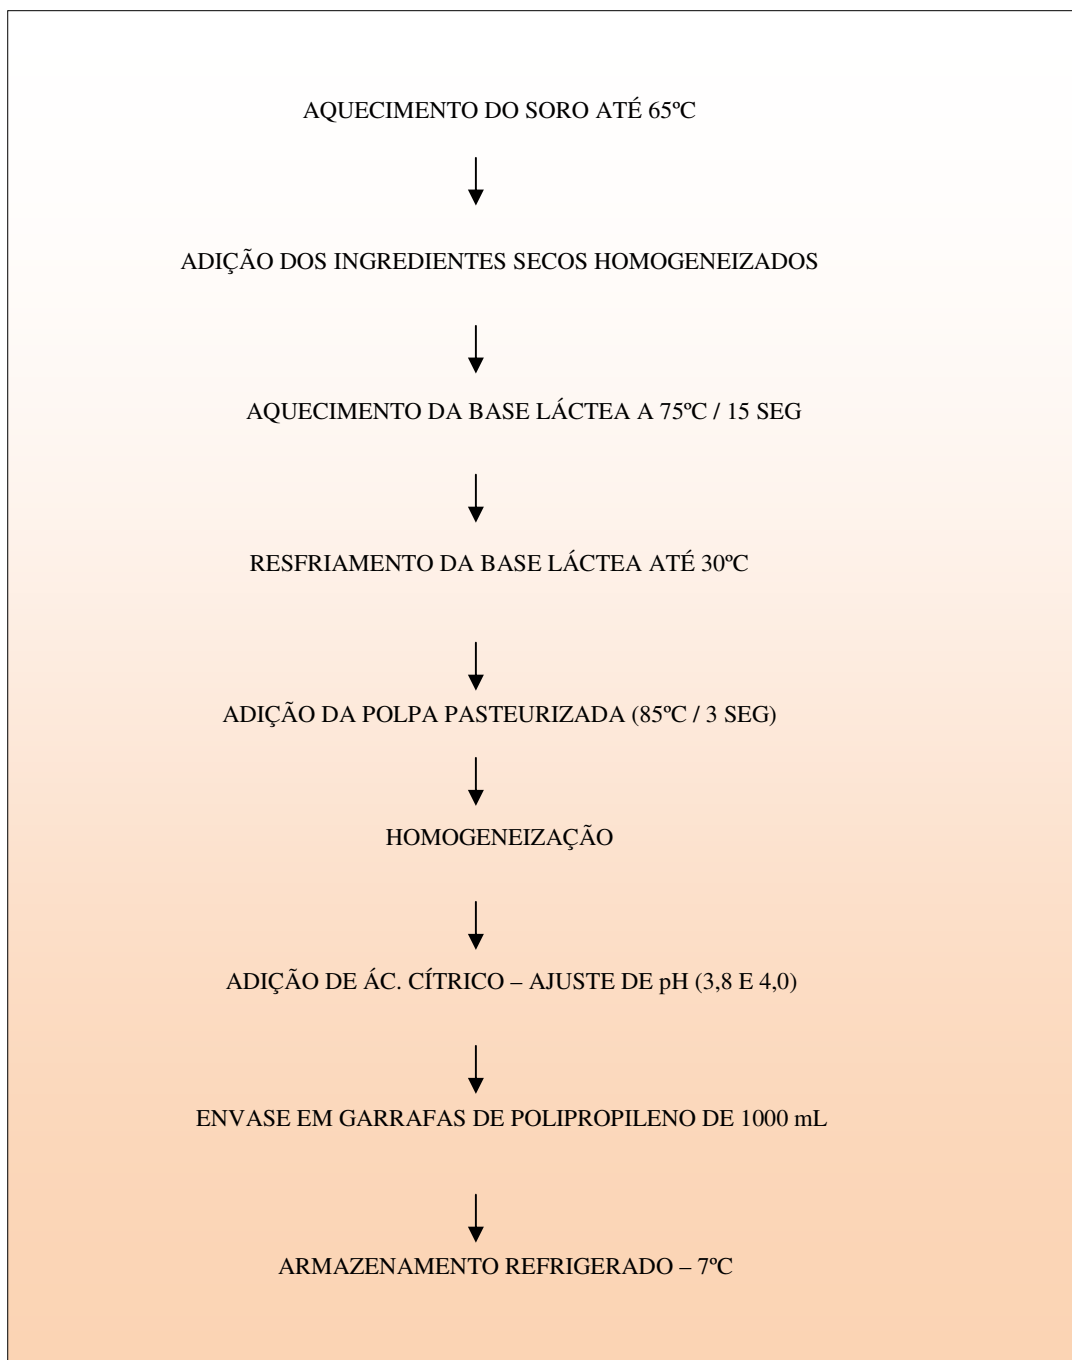 AQUECIMENTO DO SORO ATÉ 65ºC
ADIÇÃO DOS INGREDIENTES SECOS HOMOGENEIZADOS
AQUECIMENTO DA BASE LÁCTEA A 75ºC / 15 SEG
RESFRIAMENTO DA BASE LÁCTEA ATÉ 30ºC
ADIÇÃO DA POLPA PASTEURIZADA (85ºC / 3 SEG)
HOMOGENEIZAÇÃO
ADIÇÃO DE ÁC. CÍTRICO – AJUSTE DE pH (3,8 E 4,0)
ENVASE EM GARRAFAS DE POLIPROPILENO DE 1000 mL
ARMAZENAMENTO REFRIGERADO – 7ºC